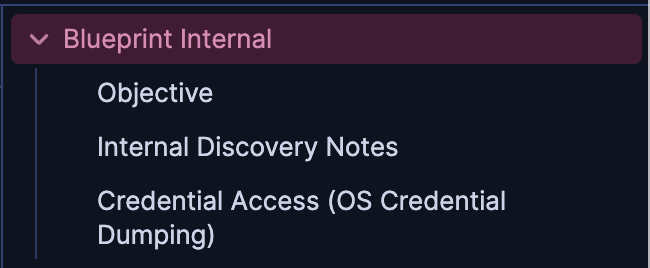 Blueprint Internal
Objective
Internal Discovery Notes
Credential Access (OS Credential
Dumping)